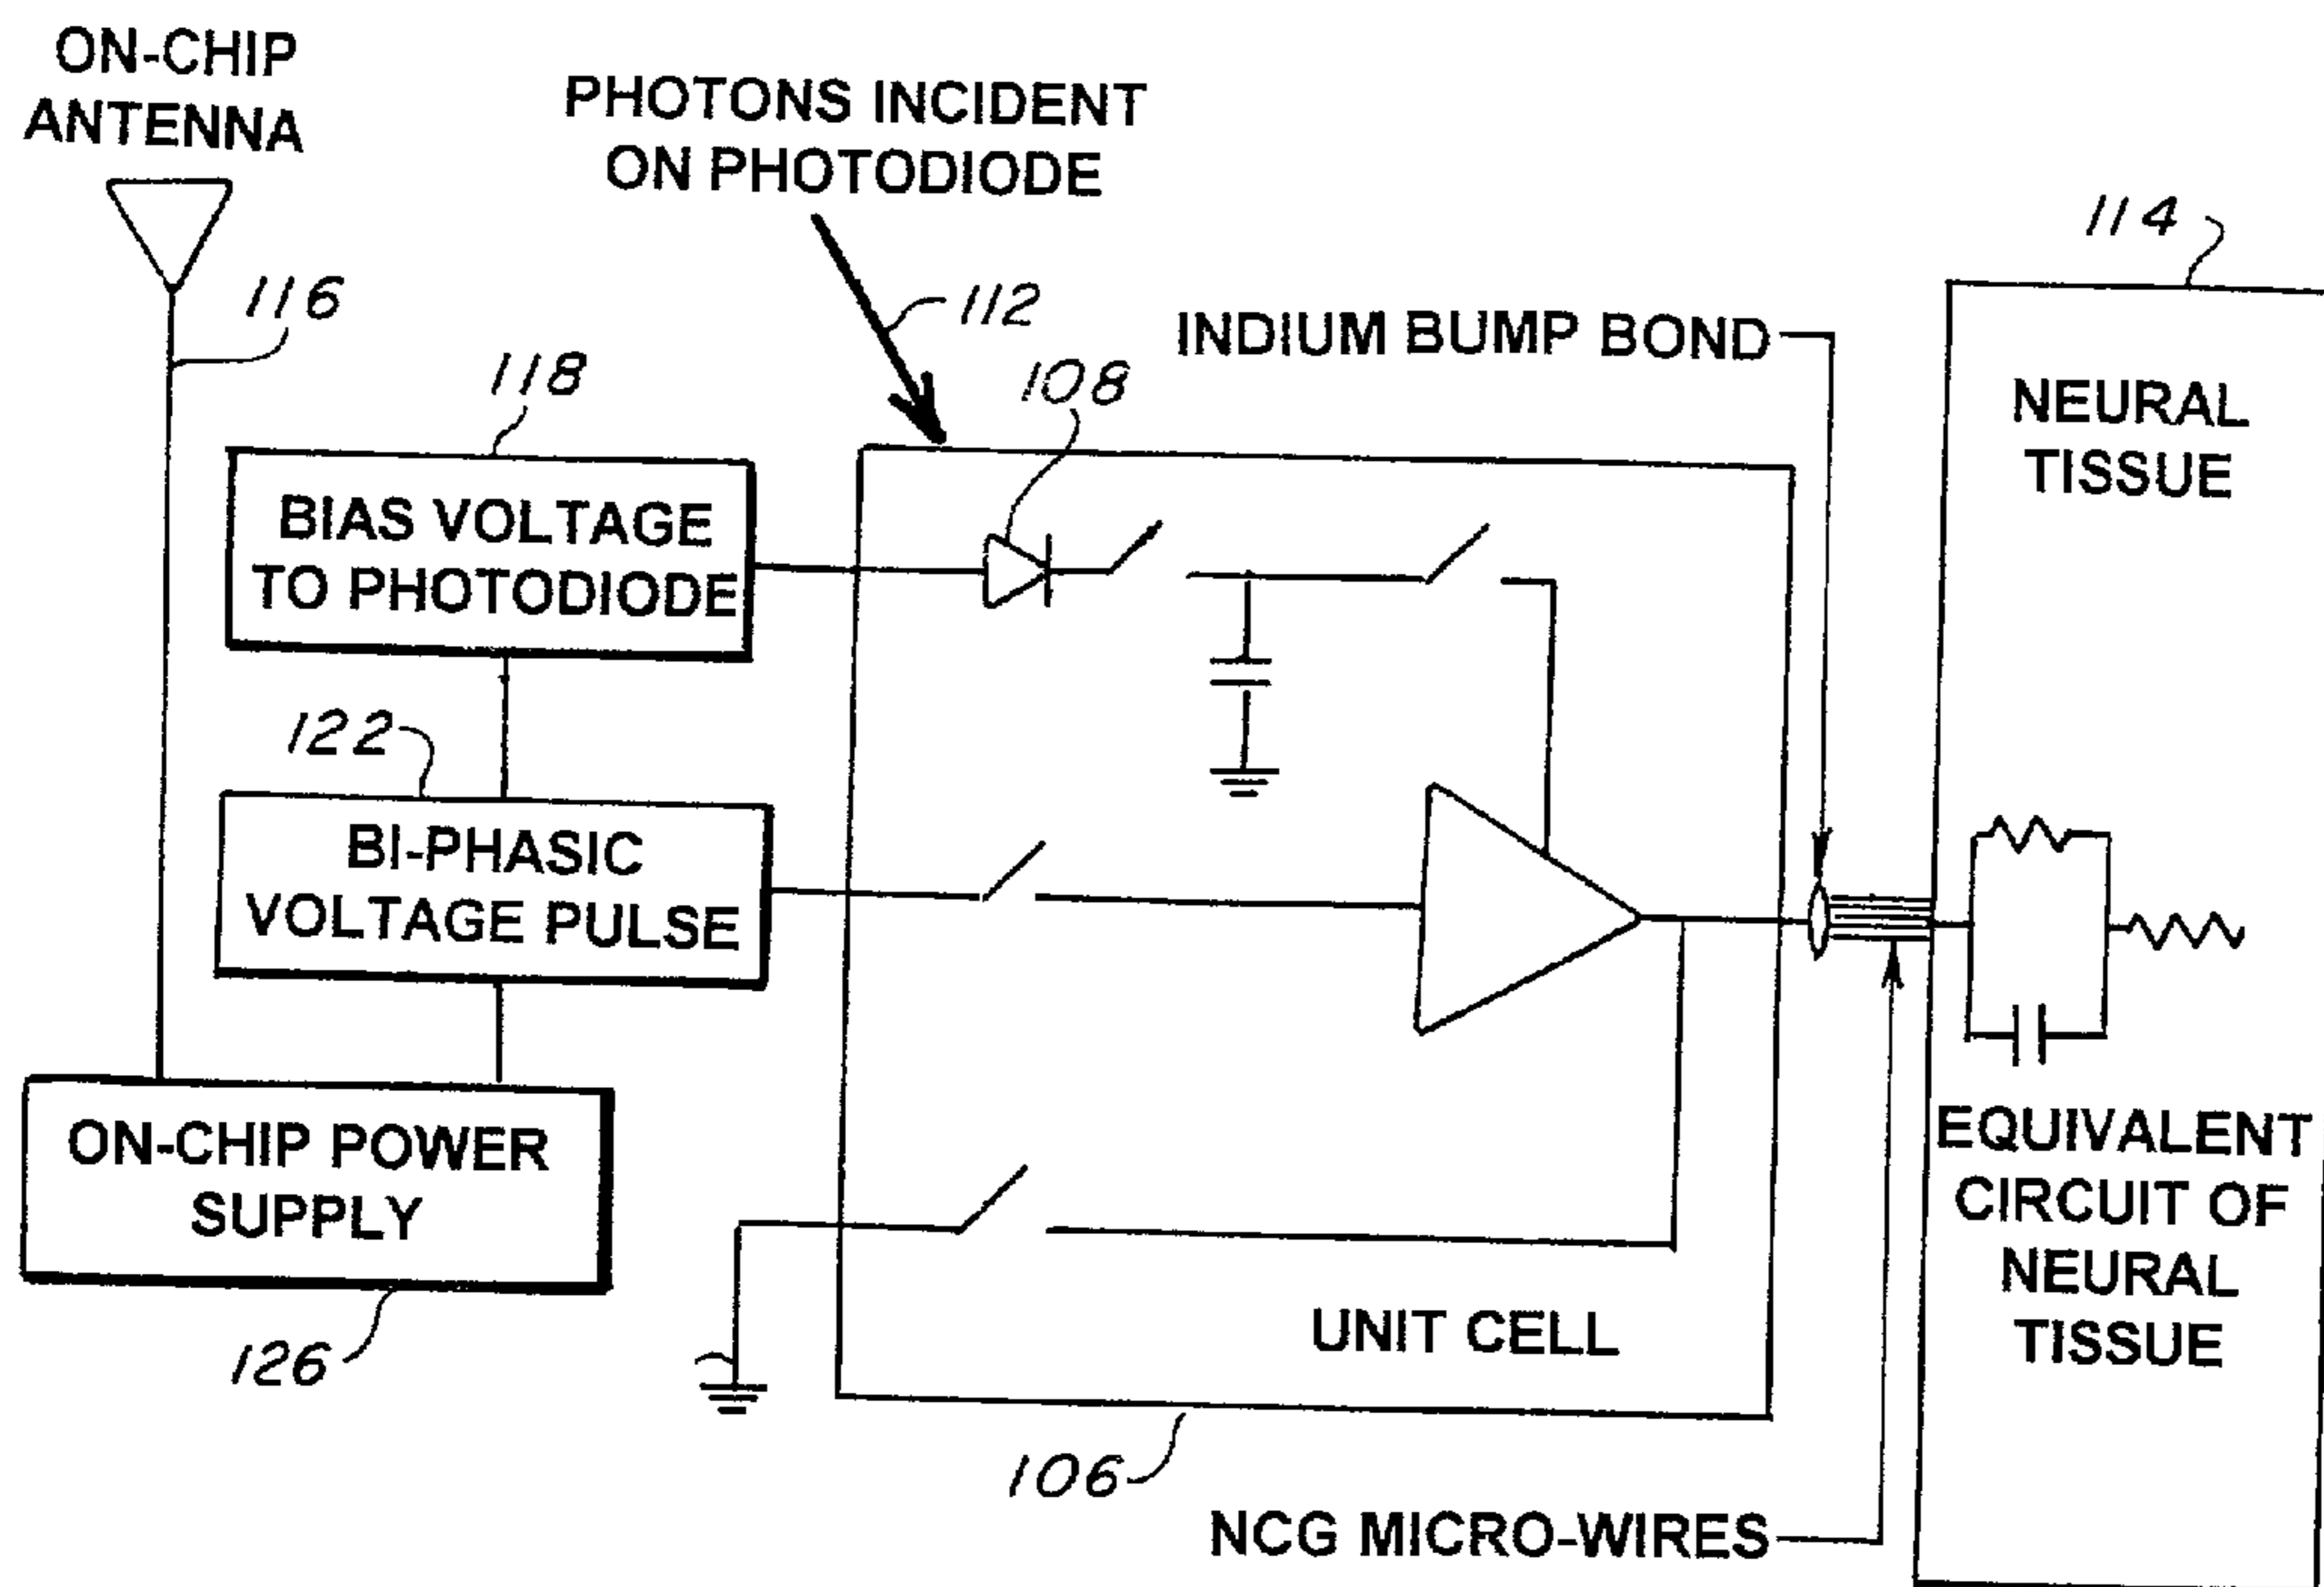 ON-CHIP
ANTENNA
116
PHOTONS INCIDENT
ON PHOTODIODE
112
108
INDIUM BUMP BOND
114
NEURAL
TISSUE
118
BIAS VOLTAGE
TO PHOTODIODE
122
BI-PHASIC
VOLTAGE PULSE
ON-CHIP POWER
SUPPLY
126
UNIT CELL
106
NCG MICRO-WIRES
EQUIVALENT
CIRCUIT OF
NEURAL
TISSUE